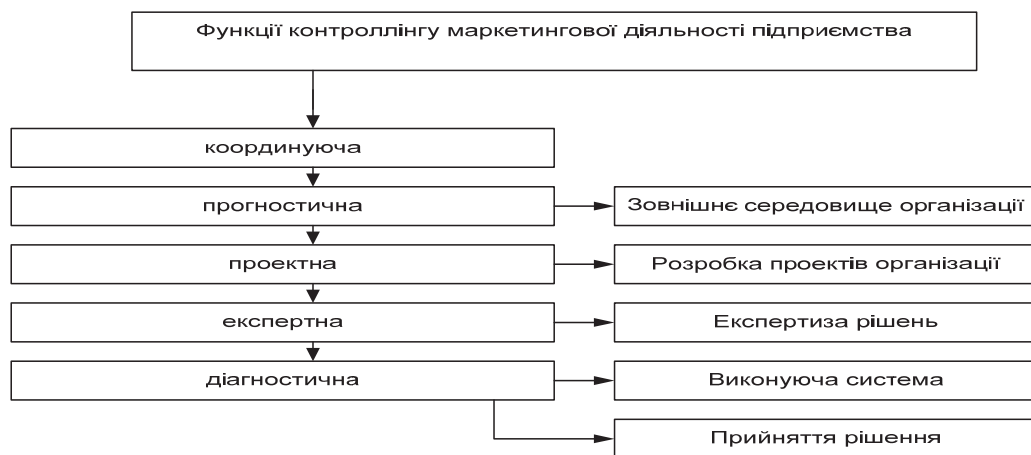 Функції контроллінгу маркетингової діяльності підприємства
координуюча
прогностична
Зовнішнє середовище організації
проектна
Розробка проектів організації
експертна
Експертиза рішень
діагностична
Виконуюча система
Прийняття рішення